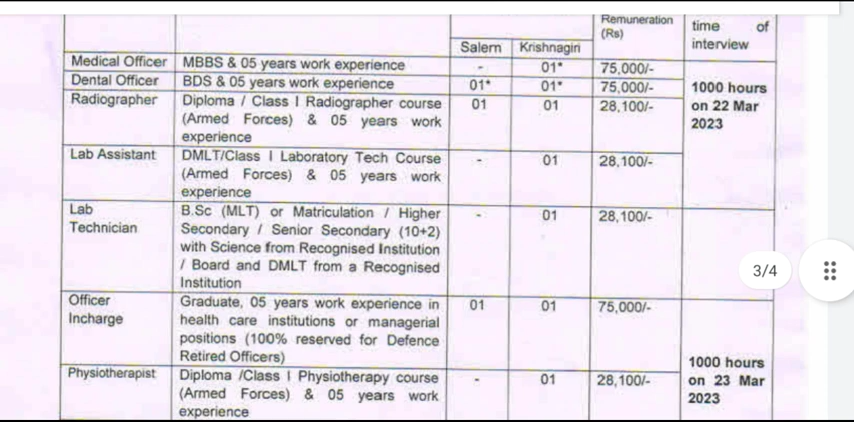 Remuneration
(Rs)
time of
interview
Salem Krishnagiri
Medical Officer MBBS & 05 years work experience - 01* 75,000/-
Dental Officer BDS & 05 years work experience 01* 01* 75,000/-
1000 hours
on 22 Mar
2023
Radiographer Diploma / Class I Radiographer course 01 01 28,100/-
(Armed Forces) & 05 years work
experience
Lab Assistant DMLT/Class I Laboratory Tech Course - 01 28,100/-
(Armed Forces) & 05 years work
experience
Lab B.Sc (MLT) or Matriculation / Higher - 01 28,100/-
Technician Secondary / Senior Secondary (10+2)
with Science from Recognised Institution
/ Board and DMLT from a Recognised
Institution
3/4
Officer Graduate, 05 years work experience in 01 01 75,000/-
Incharge health care institutions or managerial
positions (100% reserved for Defence
Retired Officers)
1000 hours
on 23 Mar
2023
Physiotherapist Diploma /Class I Physiotherapy course - 01 28,100/-
(Armed Forces) & 05 years work
experience